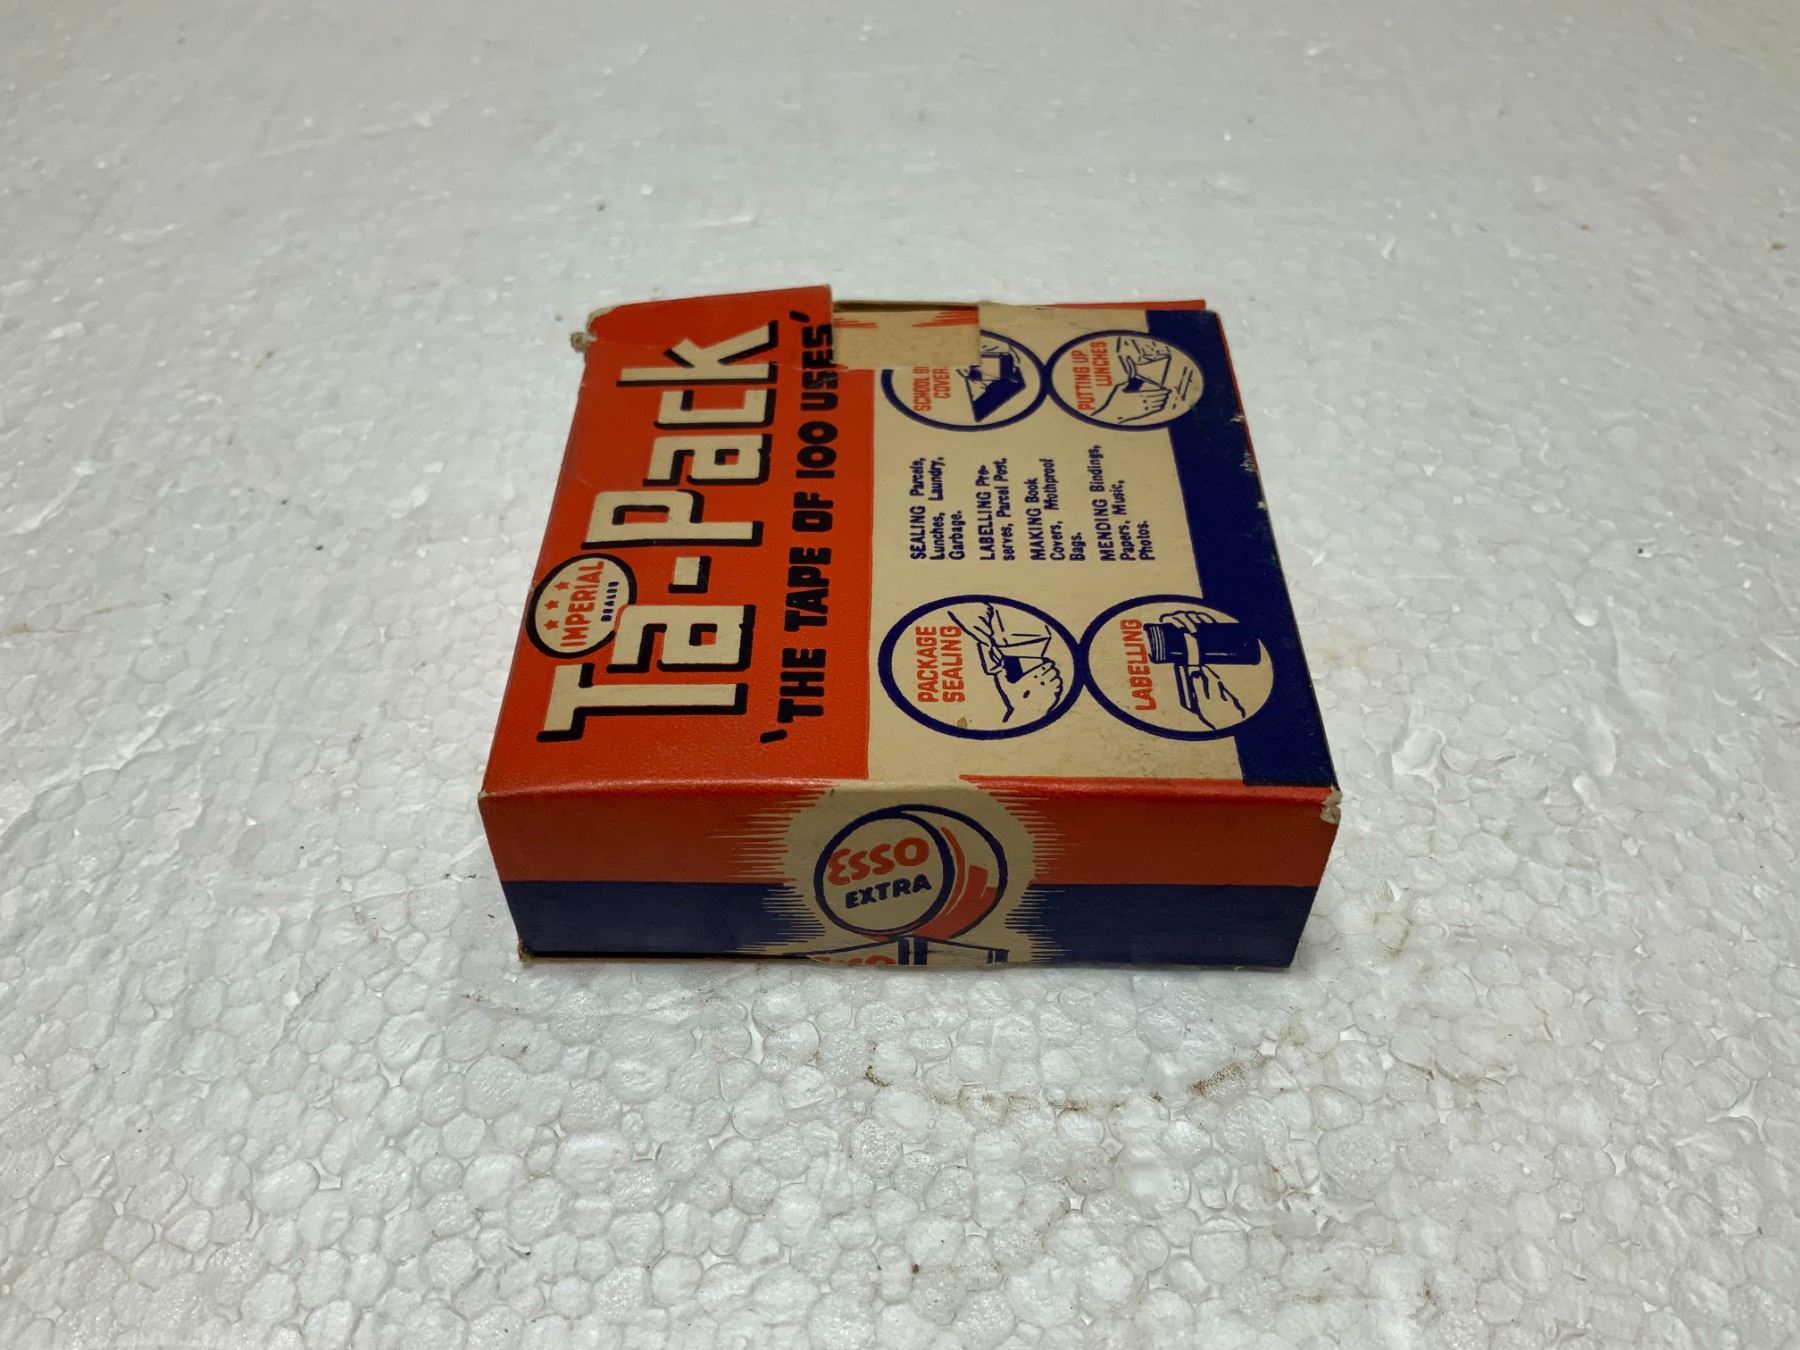 IMPERIAL
Ta-Pack
'THE TAPE OF 100 USES'
SCHOOL
COVER
PUTTING UP
LUNCHES
SEALING Parcels,
Lunches, Laundry,
Garbage.
LABELLING Pre-
serves, Parcel Post.
MAKING Book
Covers, Mothproof
Bags.
MENDING Bindings,
Papers, Music,
Photos.
PACKAGE
SEALING
LABELLING
ESSO
EXTRA